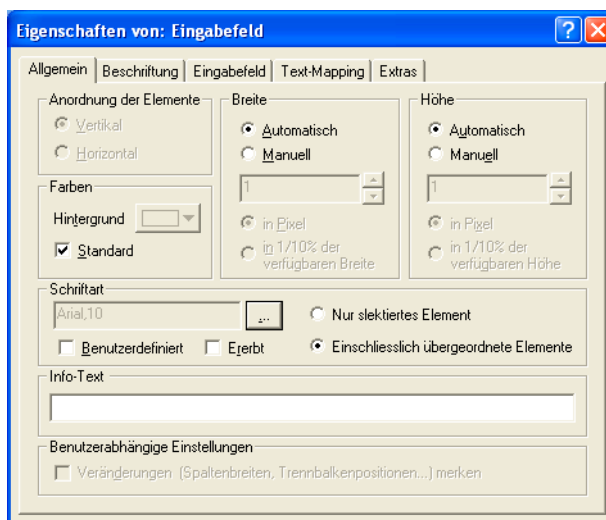 Eigenschaften von: Eingabefeld
Allgemein Beschriftung Eingabefeld Text-Mapping Extras
Anordnung der Elemente
Vertikal
Horizontal
Breite
Automatisch
Manuell
1
in Pixel
in 1/10% der
verfügbaren Breite
Höhe
Automatisch
Manuell
1
in Pixel
in 1/10% der
verfügbaren Höhe
Farben
Hintergrund
Standard
Schriftart
Arial,10 ...
Nur slektiertes Element
Benutzerdefiniert Ererbt
Einschliesslich übergeordnete Elemente
Info-Text
Benutzerabhängige Einstellungen
Veränderungen (Spaltenbreiten, Trennbalkenpositionen...) merken